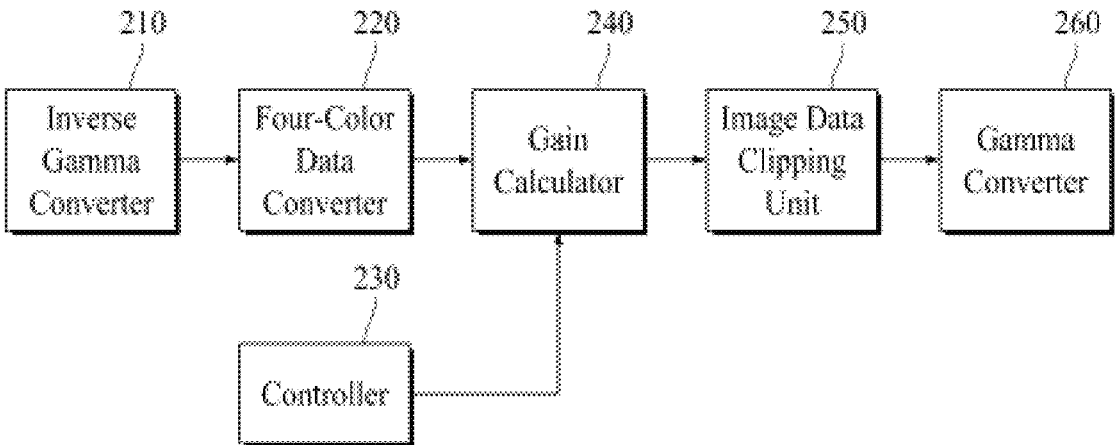 210
220
240
250
260
Inverse
Gamma
Converter
Four-Color
Data
Converter
Gain
Calculator
Image Data
Clipping
Unit
Gamma
Converter
230
Controller